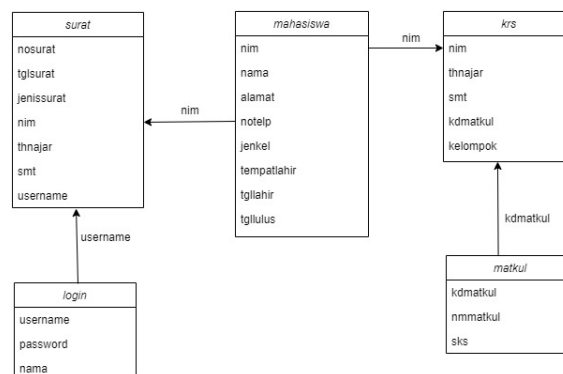 surat
nosurat
tglsurat
jenissurat
nim
thnajar
smt
username
nim
mahasiswa
nim
nama
alamat
notelp
jenkel
tempatlahir
tgllahir
tgllulus
nim
krs
nim
thnajar
smt
kdmatkul
kelompok
username
kdmatkul
login
username
password
nama
matkul
kdmatkul
nmmatkul
sks